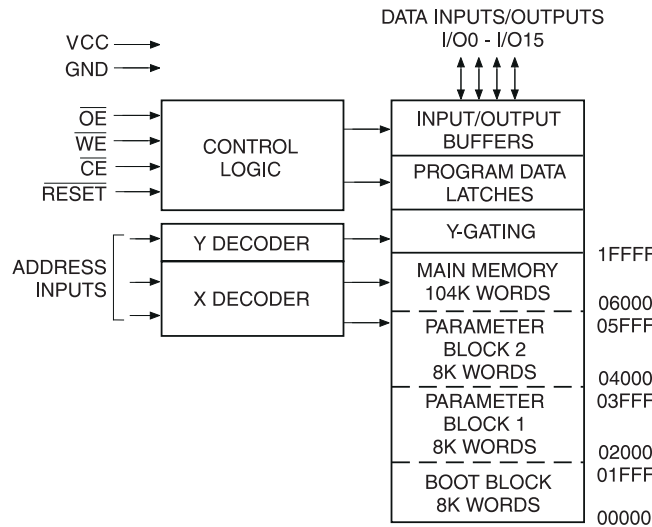 DATA INPUTS/OUTPUTS
I/O0 - I/O15
VCC
GND
OE
WE
CE
RESET
CONTROL
LOGIC
INPUT/OUTPUT
BUFFERS
PROGRAM DATA
LATCHES
ADDRESS
INPUTS
Y DECODER
X DECODER
Y-GATING
1FFFF
MAIN MEMORY
104K WORDS
06000
05FFF
PARAMETER
BLOCK 2
8K WORDS
04000
03FFF
PARAMETER
BLOCK 1
8K WORDS
02000
01FFF
BOOT BLOCK
8K WORDS
00000